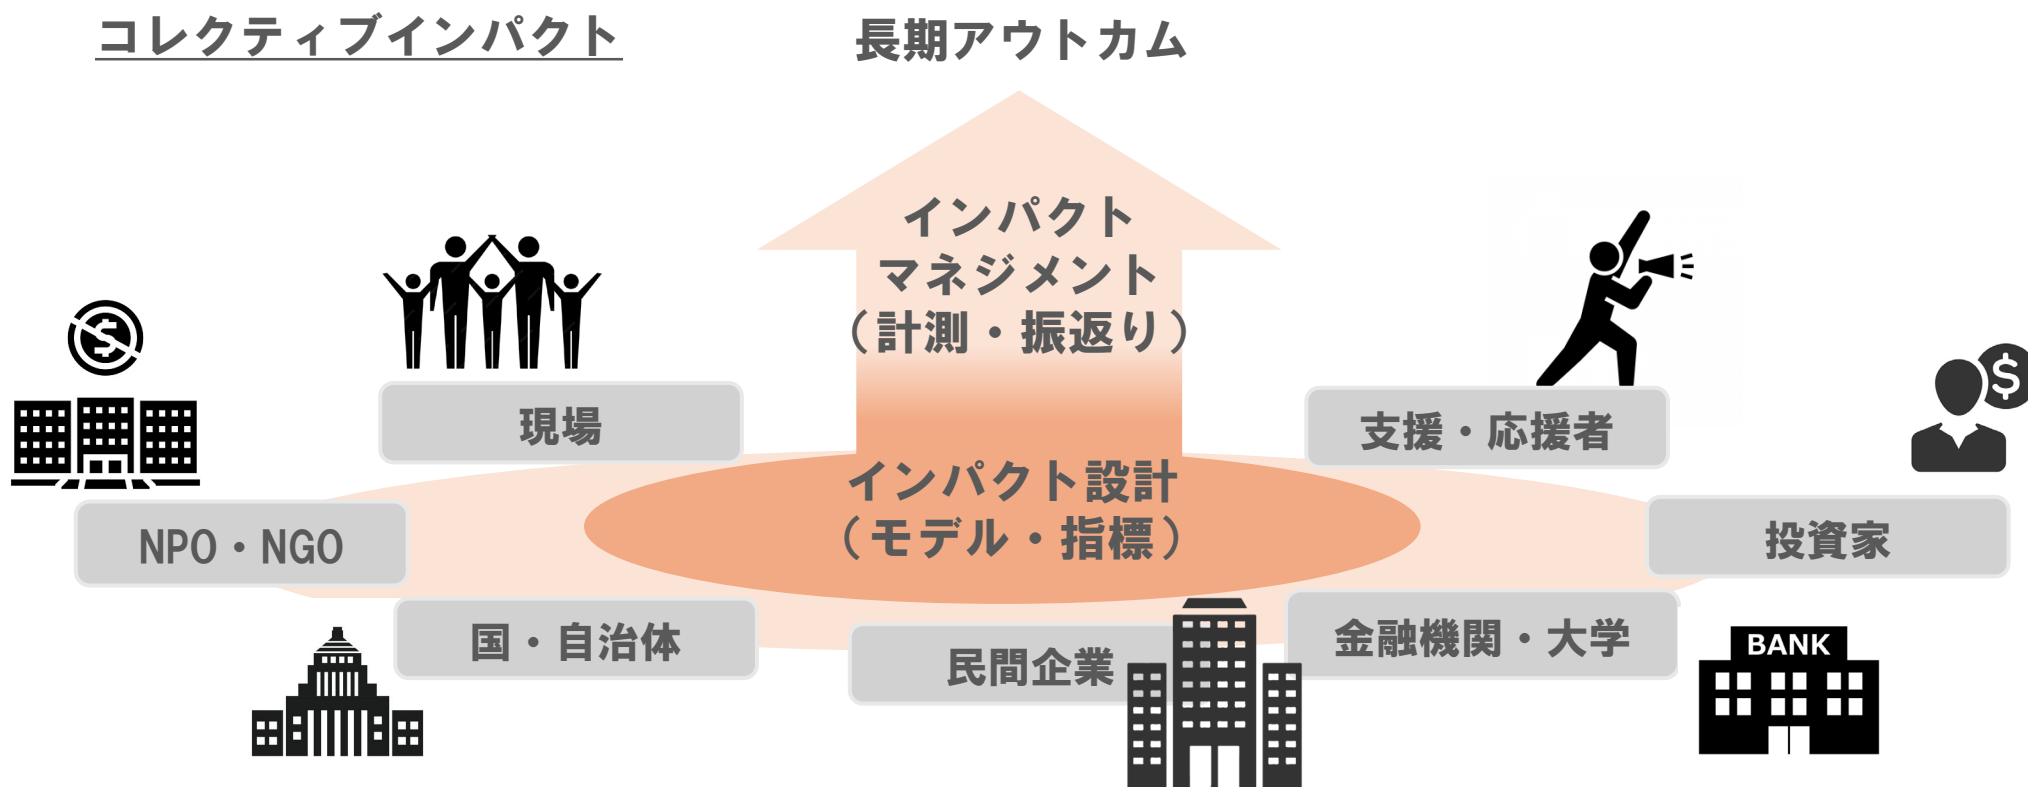 コレクティブインパクト
長期アウトカム
インパクト
マネジメント
（計測・振返り）
現場
支援・応援者
インパクト設計
（モデル・指標）
NPO・NGO
投資家
国・自治体
民間企業
金融機関・大学
BANK
$
$